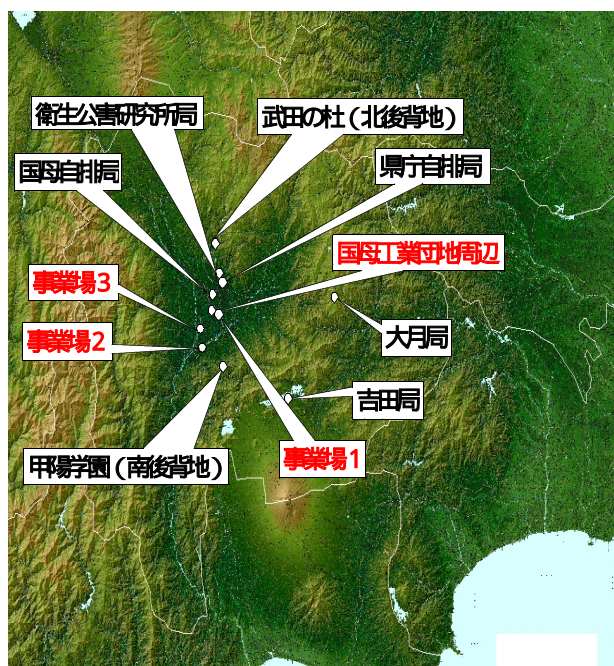 衛生公害研究所局
武田の杜(北後背地)
国母自排局
県庁自排局
国母工業団地周辺
事業場3
事業場2
大月局
吉田局
甲陽学園(南後背地)
事業場1